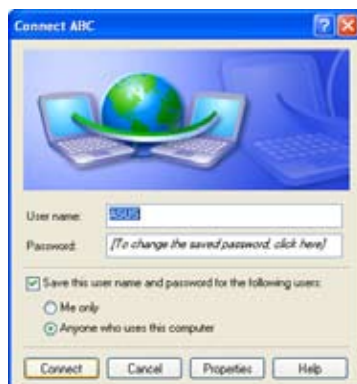 Connect ABC
User name: ASUS
Password: [To change the saved password, click here]
Save this user name and password for the following users:
Me only
Anyone who uses this computer
Connect Cancel Properties Help